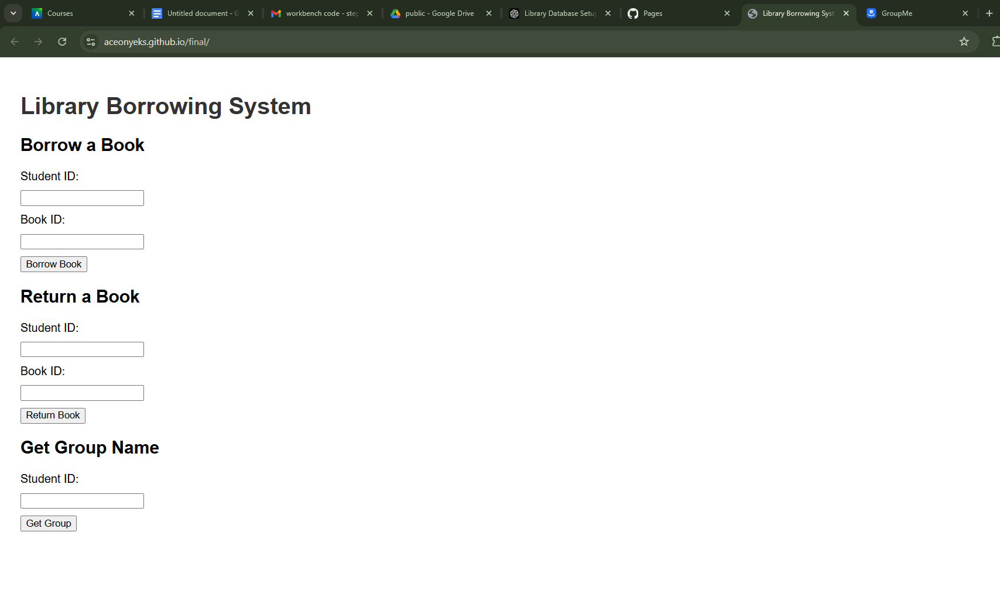 Courses
Untitled document - G
workbench code - step
public - Google Drive
Library Database Setup
Pages
Library Borrowing Syst
GroupMe
aceonyeks.github.io/final/
Library Borrowing System
Borrow a Book
Student ID:
Book ID:
Borrow Book
Return a Book
Student ID:
Book ID:
Return Book
Get Group Name
Student ID:
Get Group